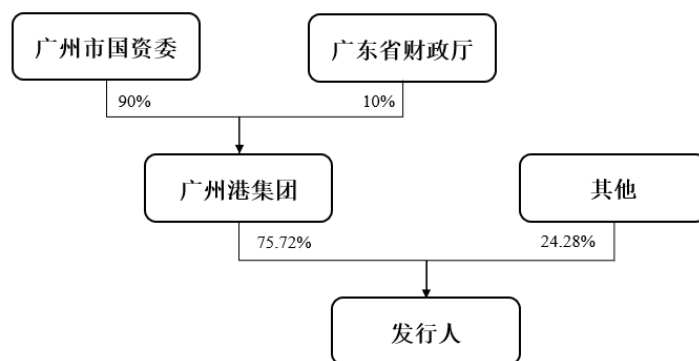 广州市国资委
广东省财政厅
90%
10%
广州港集团
其他
75.72%
24.28%
发行人